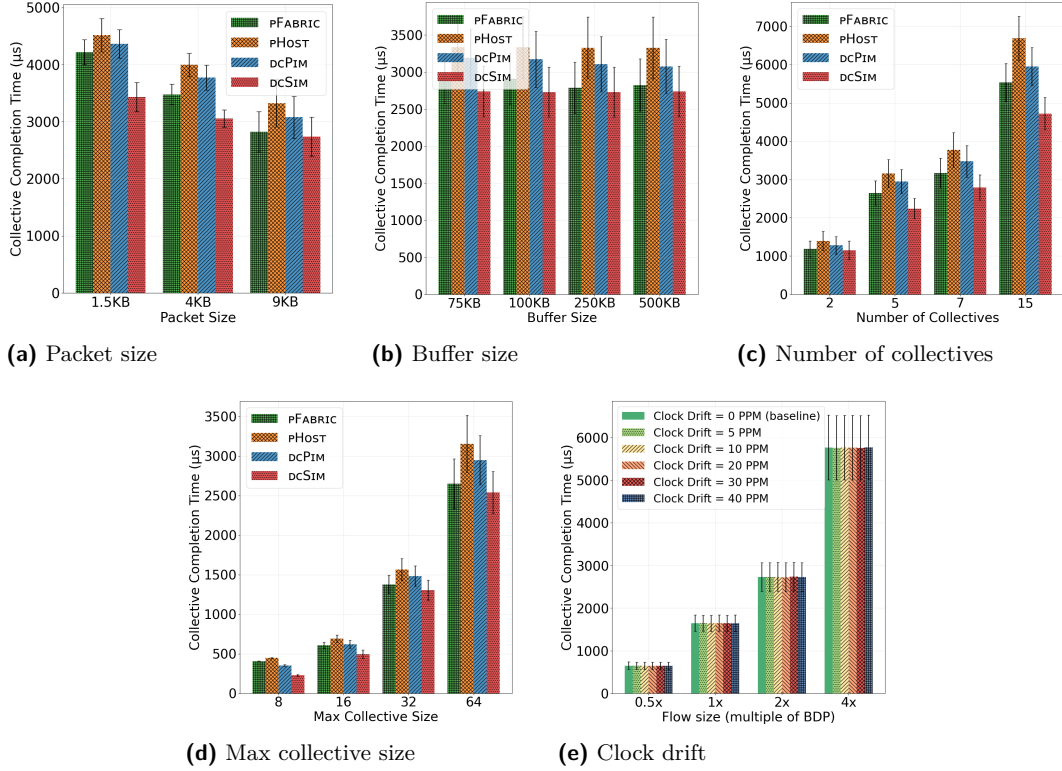 Collective Completion Time (μs)
5000
4000
3000
2000
1000
0
pFabric
pHost
dcPim
dcSim
1.5KB
4KB
9KB
Packet Size
(a) Packet size
Collective Completion Time (μs)
3500
3000
2500
2000
1500
1000
500
0
pFabric
pHost
dcPim
dcSim
75KB
100KB
250KB
500KB
Buffer Size
(b) Buffer size
Collective Completion Time (μs)
7000
6000
5000
4000
3000
2000
1000
0
pFabric
pHost
dcPim
dcSim
2
5
7
15
Number of Collectives
(c) Number of collectives
Collective Completion Time (μs)
3500
3000
2500
2000
1500
1000
500
0
pFabric
pHost
dcPim
dcSim
8
16
32
64
Max Collective Size
(d) Max collective size
Collective Completion Time (μs)
6000
5000
4000
3000
2000
1000
0
Clock Drift = 0 PPM (baseline)
Clock Drift = 5 PPM
Clock Drift = 10 PPM
Clock Drift = 20 PPM
Clock Drift = 30 PPM
Clock Drift = 40 PPM
0.5x
1x
2x
4x
Flow size (multiple of BDP)
(e) Clock drift